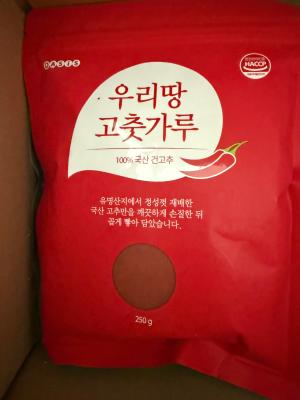 OASIS
HACCP
우리땅
고춧가루
100% 국산 건고추
유명산지에서 정성껏 재배한
국산 고추만을 깨끗하게 손질한 뒤
곱게 빻아 담았습니다.
250 g